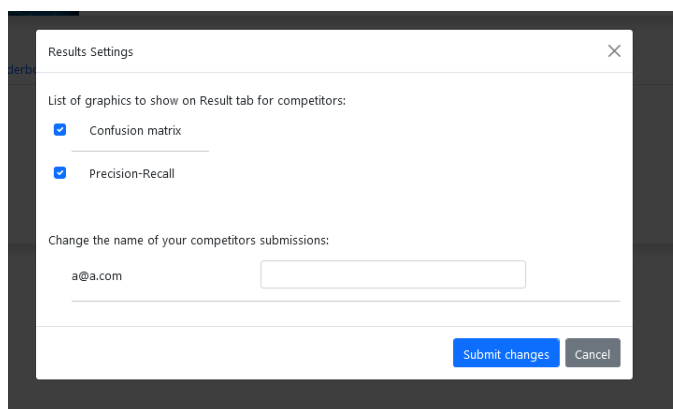 Results Settings
List of graphics to show on Result tab for competitors:
Confusion matrix
Precision-Recall
Change the name of your competitors submissions:
a@a.com
Submit changes
Cancel